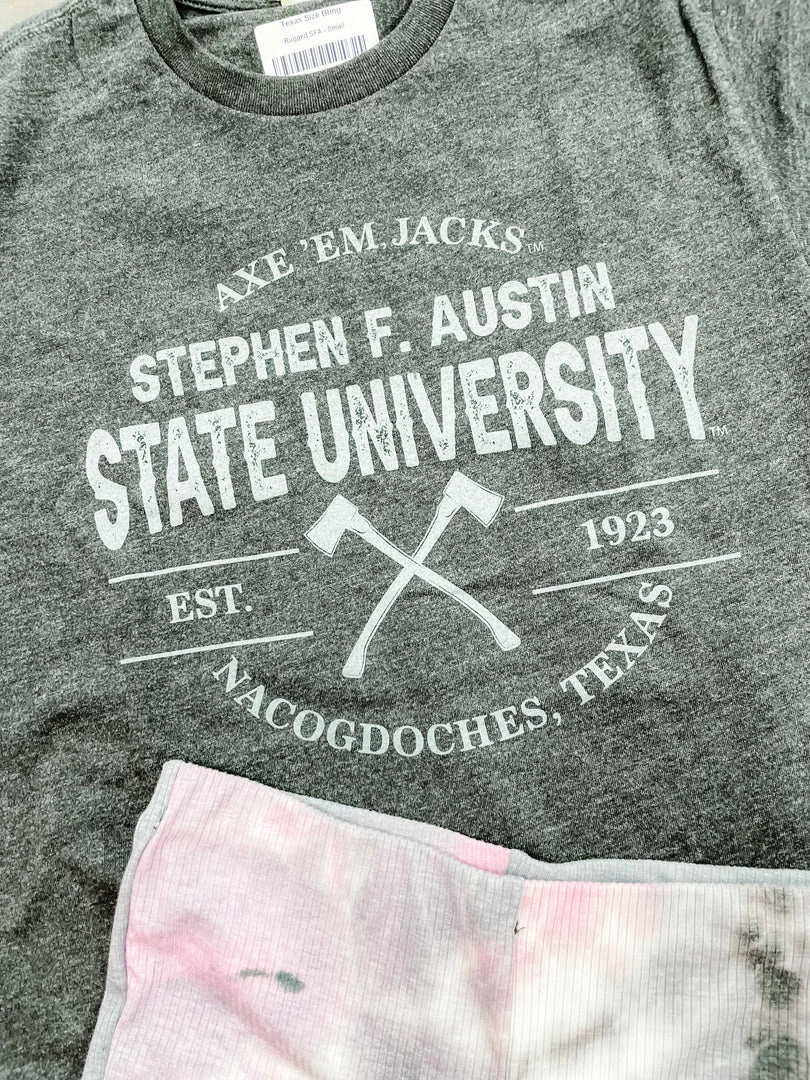 Texas Size Bling
Rugged SFA - Small
AXE 'EM, JACKS™
STEPHEN F. AUSTIN
STATE UNIVERSITY™
EST.
1923
NACOGDOCHES, TEXAS